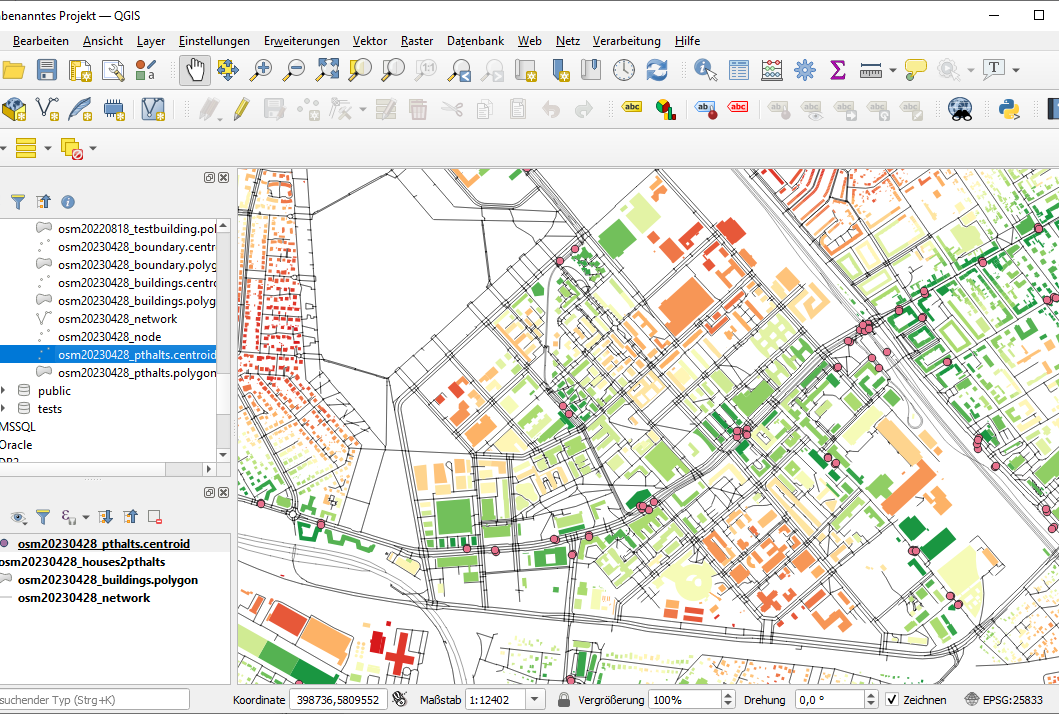 benanntes Projekt — QGIS
Bearbeiten Ansicht Layer Einstellungen Erweiterungen Vektor Raster Datenbank Web Netz Verarbeitung Hilfe
osm20220818_testbuilding.pol
osm20230428_boundary.centr
osm20230428_boundary.polyg
osm20230428_buildings.centro
osm20230428_buildings.polyg
osm20230428_network
osm20230428_node
osm20230428_pthalts.centroid
osm20230428_pthalts.polygon
public
tests
MSSQL
Oracle
osm20230428_pthalts.centroid
osm20230428_houses2pthalts
osm20230428_buildings.polygon
osm20230428_network
suchender Typ (Strg+K) Koordinate 398736,5809552 Maßstab 1:12402 Vergrößerung 100% Drehung 0,0 ° Zeichnen EPSG:25833